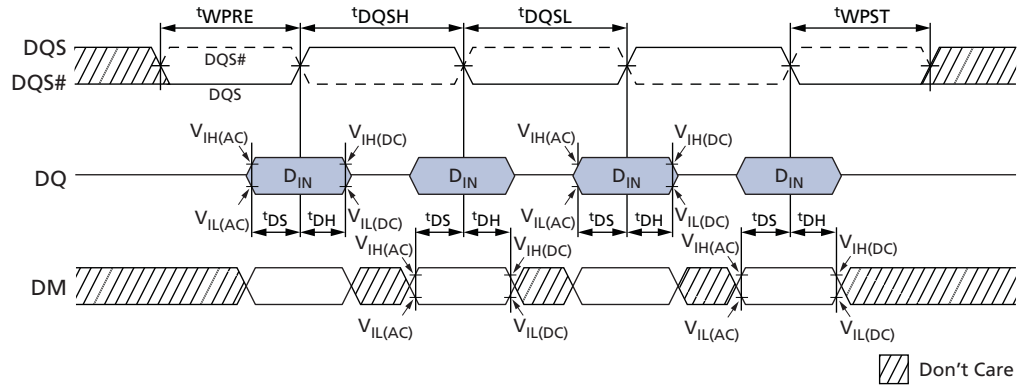 tWPRE tDQSH tDQSL tWPST
DQS
DQS#
DQS#
DQS
VIH(AC) VIH(DC) VIH(AC) VIH(DC)
DQ DIN DIN DIN DIN
VIL(AC) VIL(DC) VIL(AC) VIL(DC)
tDS tDH tDS tDH tDS tDH tDS tDH
VIH(AC) VIH(DC) VIH(AC) VIH(DC)
DM
VIL(AC) VIL(DC) VIL(AC) VIL(DC)
Don't Care